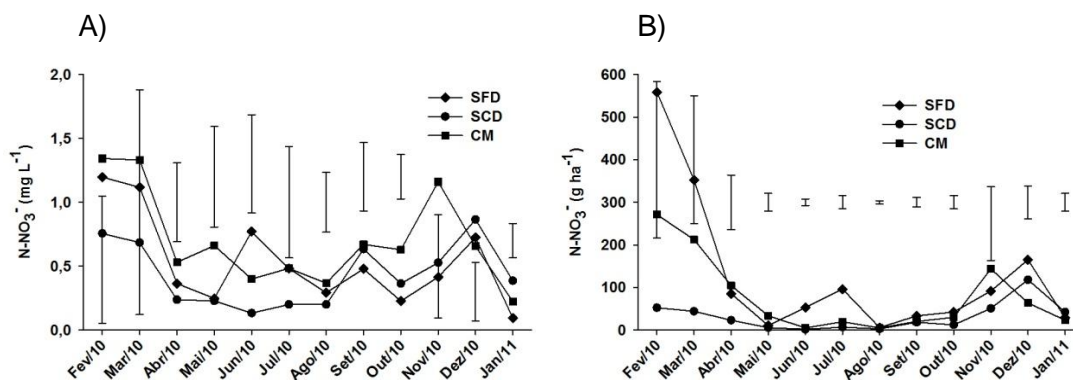 A)
N-NO3- (mg L-1)
2,0
1,5
1,0
0,5
0,0
SFD
SCD
CM
Fev/10
Mar/10
Abr/10
Mai/10
Jun/10
Jul/10
Ago/10
Set/10
Out/10
Nov/10
Dez/10
Jan/11
B)
N-NO3- (g ha-1)
600
500
400
300
200
100
0
SFD
SCD
CM
Fev/10
Mar/10
Abr/10
Mai/10
Jun/10
Jul/10
Ago/10
Set/10
Out/10
Nov/10
Dez/10
Jan/11